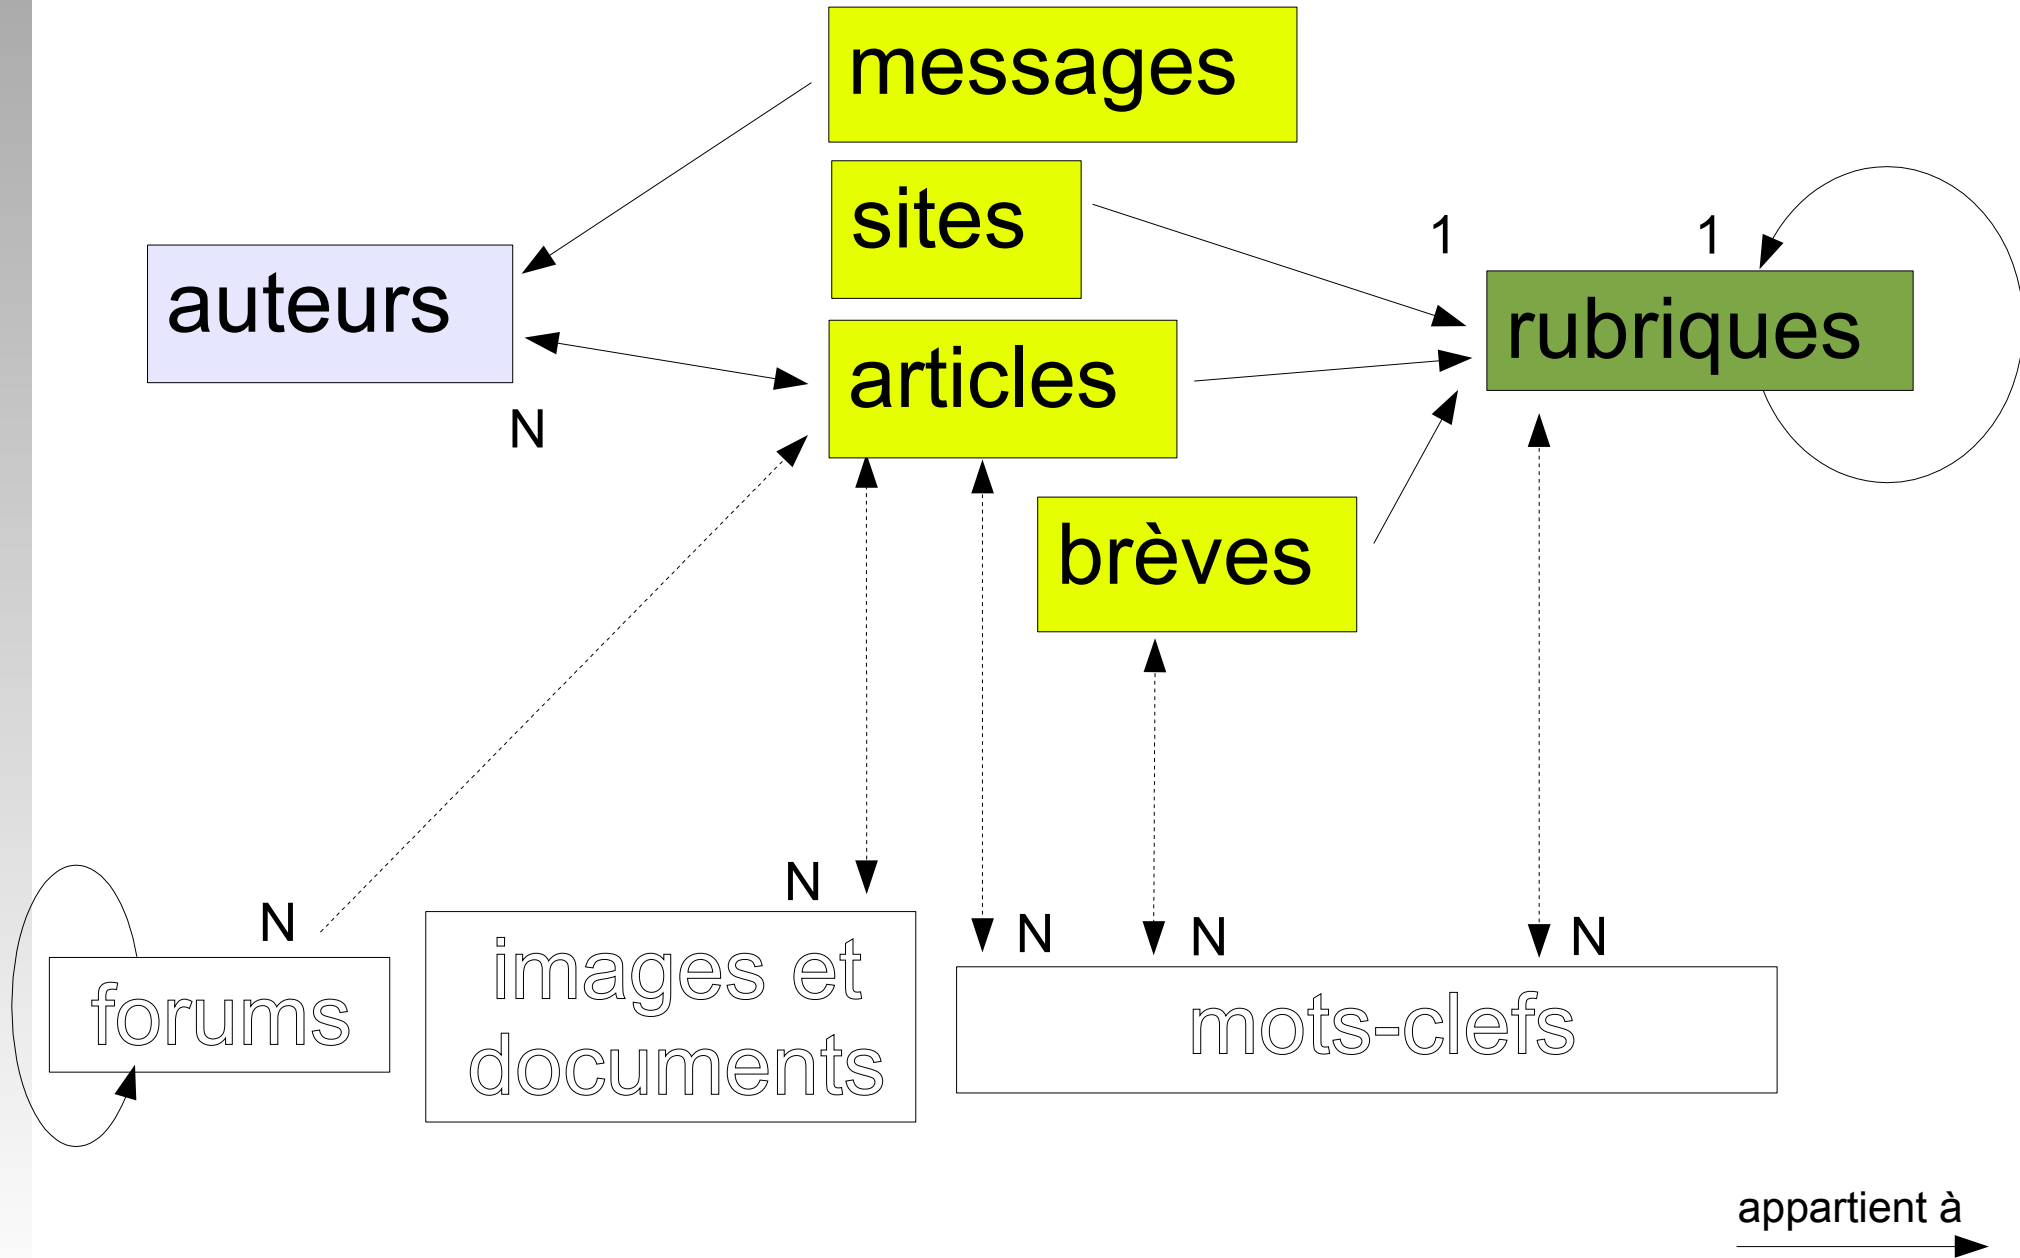 messages
sites
1
1
auteurs
rubriques
articles
N
brèves
N
N
N
N
N
images et
documents
forums
mots-clefs
appartient à